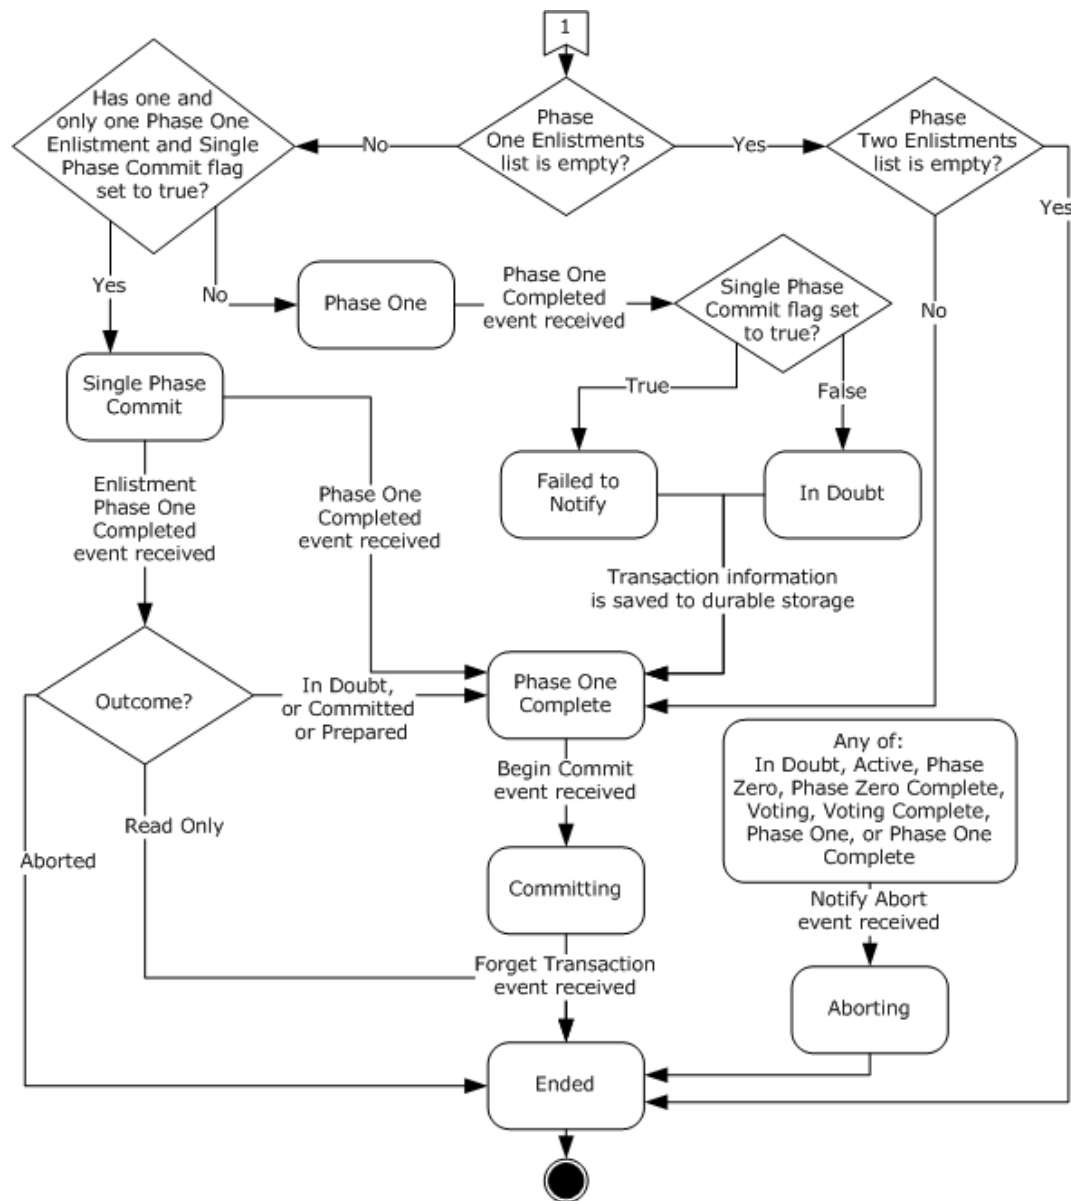 1
Has one and
only one Phase One
Enlistment and Single
Phase Commit flag
set to true?
No
Phase
One Enlistments
list is empty?
Yes
Phase
Two Enlistments
list is empty?
Yes
Yes
No
Phase One
Phase One
Completed
event received
Single Phase
Commit flag set
to true?
No
True
False
Single Phase
Commit
Enlistment
Phase One
Completed
event received
Phase One
Completed
event received
Failed to
Notify
In Doubt
Transaction information
is saved to durable storage
Outcome?
In Doubt,
or Committed
or Prepared
Phase One
Complete
Any of:
In Doubt, Active, Phase
Zero, Phase Zero Complete,
Voting, Voting Complete,
Phase One, or Phase One
Complete
Begin Commit
event received
Read Only
Aborted
Committing
Notify Abort
event received
Forget Transaction
event received
Aborting
Ended